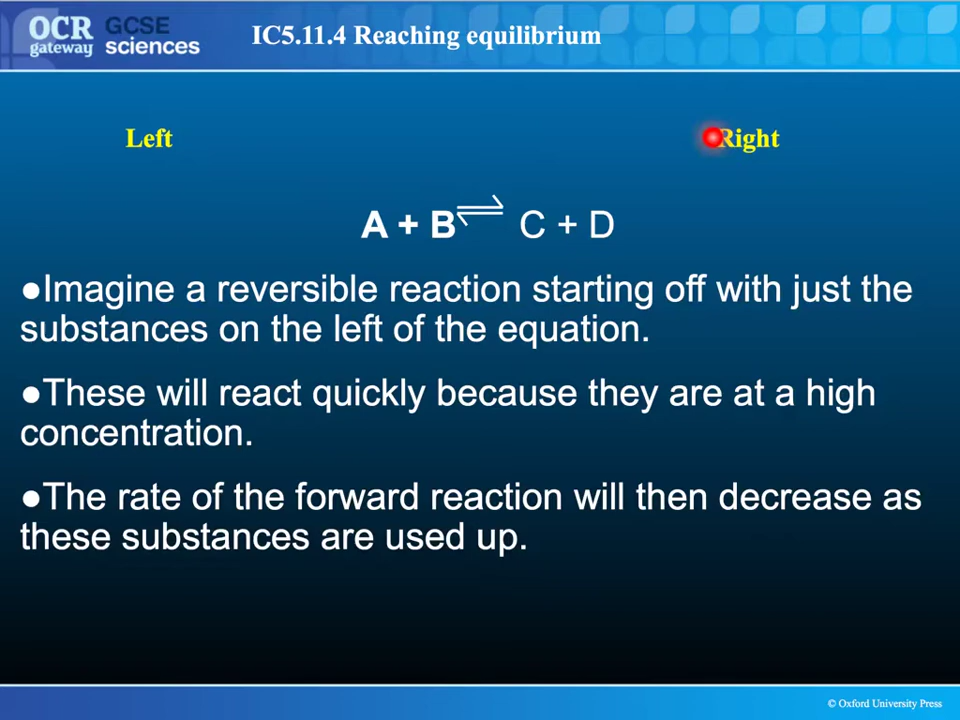 OCR gateway GCSE sciences
IC5.11.4 Reaching equilibrium
Left Right
A + B ⇌ C + D
●Imagine a reversible reaction starting off with just the
substances on the left of the equation.
●These will react quickly because they are at a high
concentration.
●The rate of the forward reaction will then decrease as
these substances are used up.
© Oxford University Press